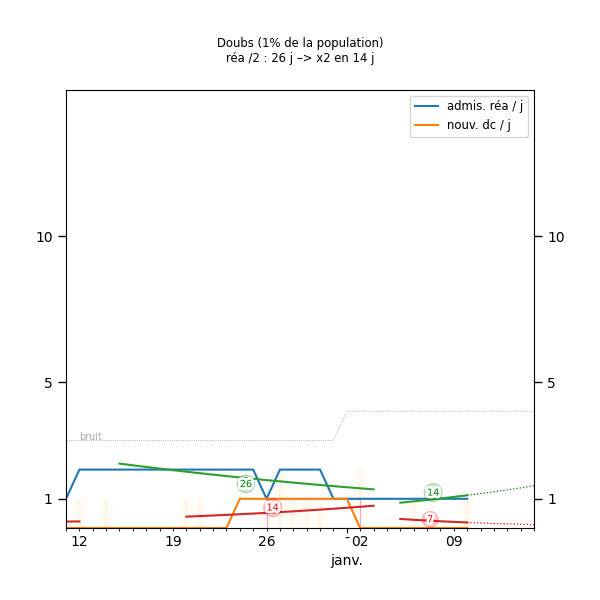 Doubs (1% de la population)
réa /2 : 26 j –> x2 en 14 j
admis. réa / j
nouv. dc / j
10
10
5
5
bruit
26
14
14
7
1
1
12
19
26
02
09
janv.